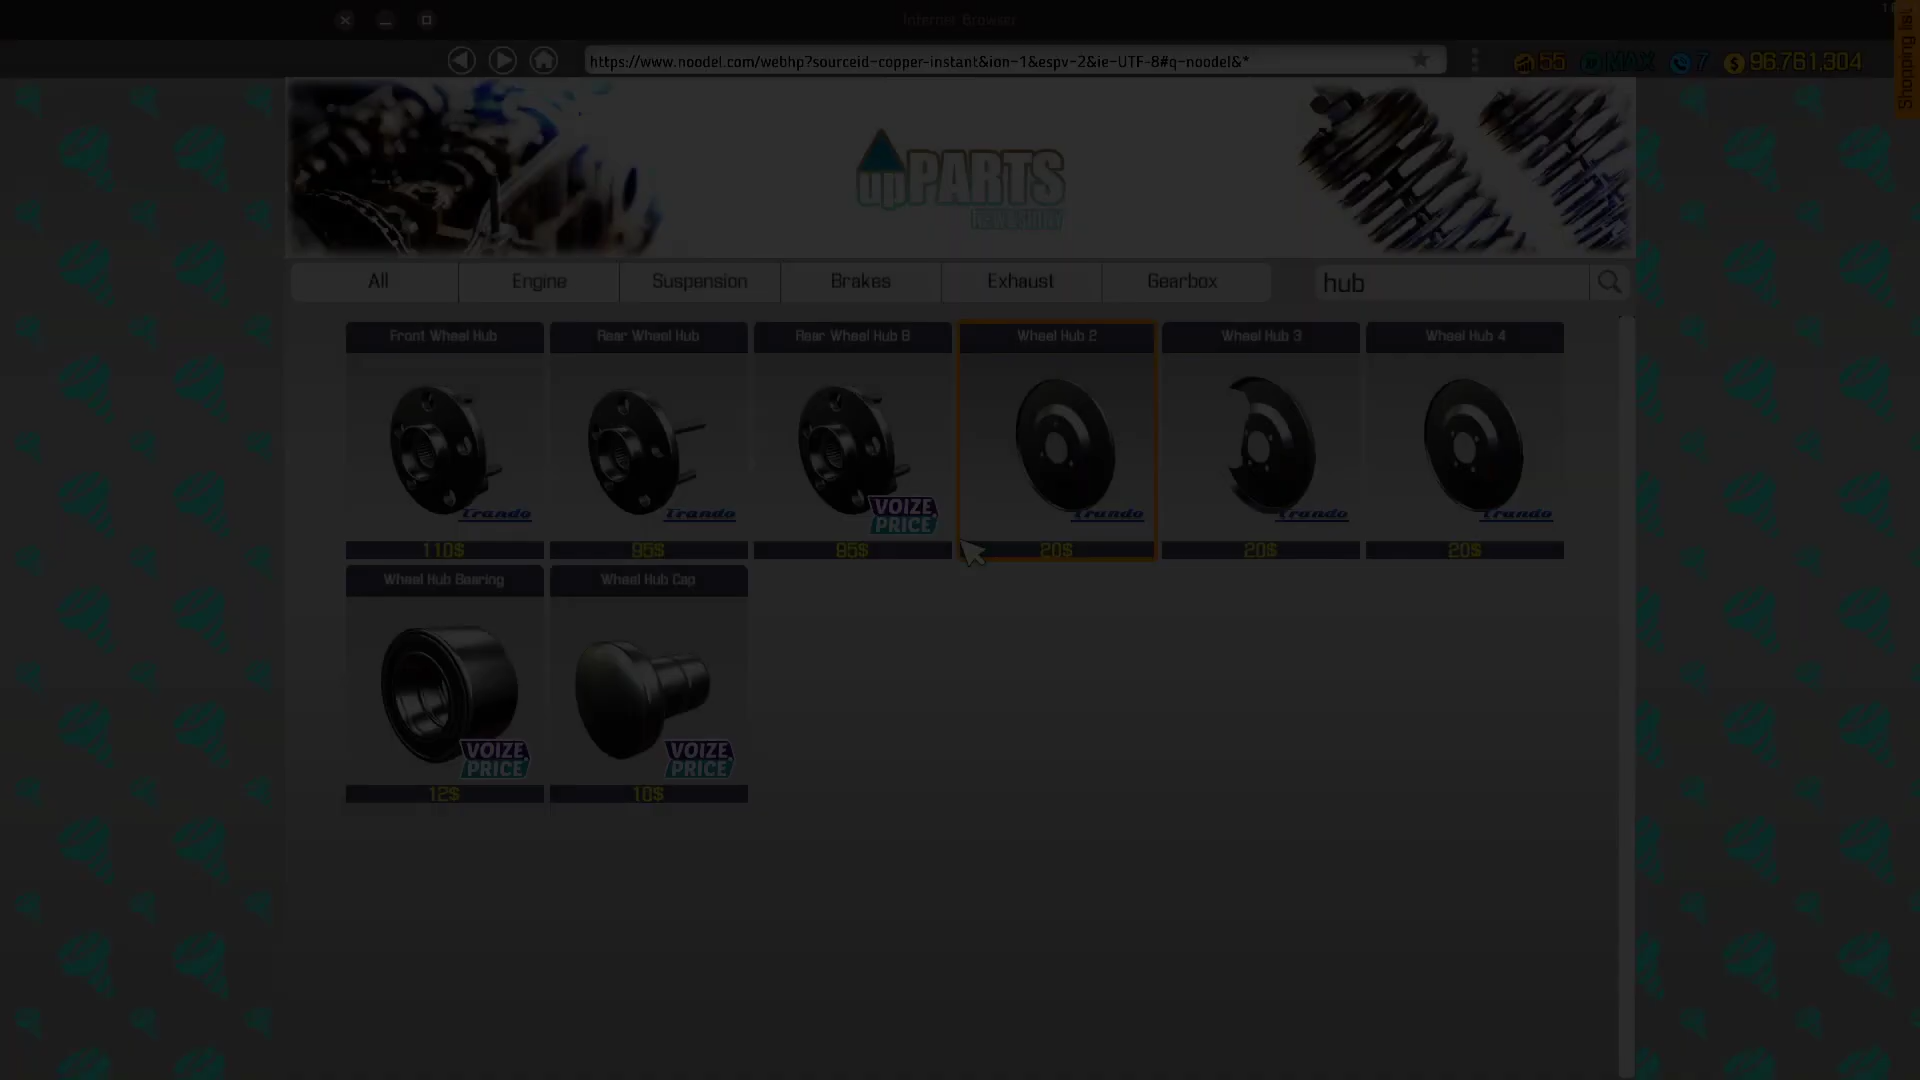 Internet Browser
https://www.noodel.com/webhp?sourceid-copper-instant&ion-1&espv-2&ie-UTF-8#q-noodel&*
55 MAX 7 96,761,304
Shopping list
upPARTS
All Engine Suspension Brakes Exhaust Gearbox hub
Front Wheel Hub Rear Wheel Hub Rear Wheel Hub B Wheel Hub 2 Wheel Hub 3 Wheel Hub 4
Trando Trando VOIZE PRICE Trando Trando Trando
110$ 95$ 85$ 20$ 20$ 20$
Wheel Hub Bearing Wheel Hub Cap
VOIZE PRICE VOIZE PRICE
12$ 10$